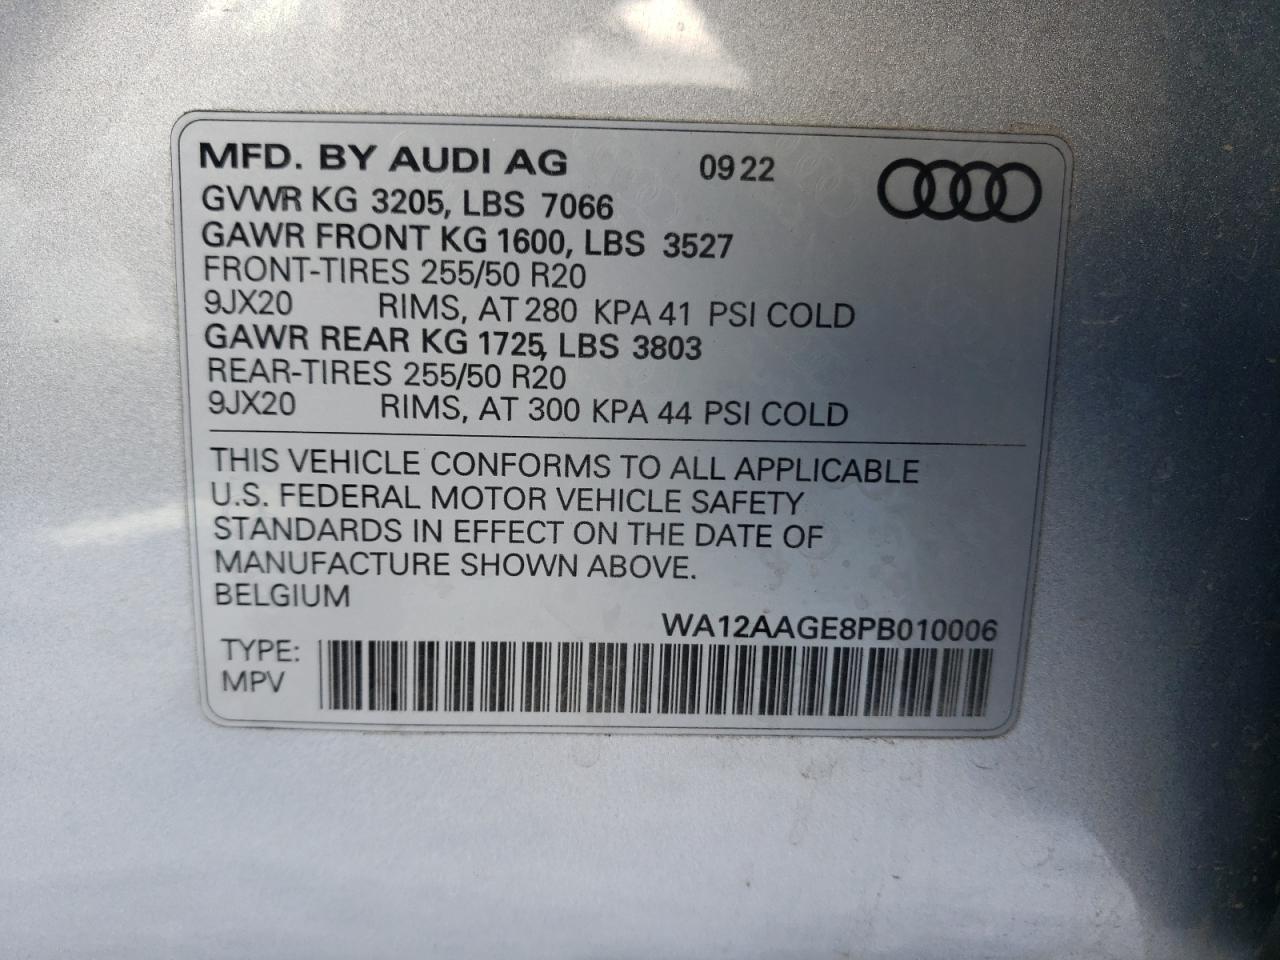 MFD. BY AUDI AG 09 22
GVWR KG 3205, LBS 7066
GAWR FRONT KG 1600, LBS 3527
FRONT-TIRES 255/50 R20
9JX20 RIMS, AT 280 KPA 41 PSI COLD
GAWR REAR KG 1725, LBS 3803
REAR-TIRES 255/50 R20
9JX20 RIMS, AT 300 KPA 44 PSI COLD
THIS VEHICLE CONFORMS TO ALL APPLICABLE
U.S. FEDERAL MOTOR VEHICLE SAFETY
STANDARDS IN EFFECT ON THE DATE OF
MANUFACTURE SHOWN ABOVE.
BELGIUM
WA12AAGE8PB010006
TYPE:
MPV